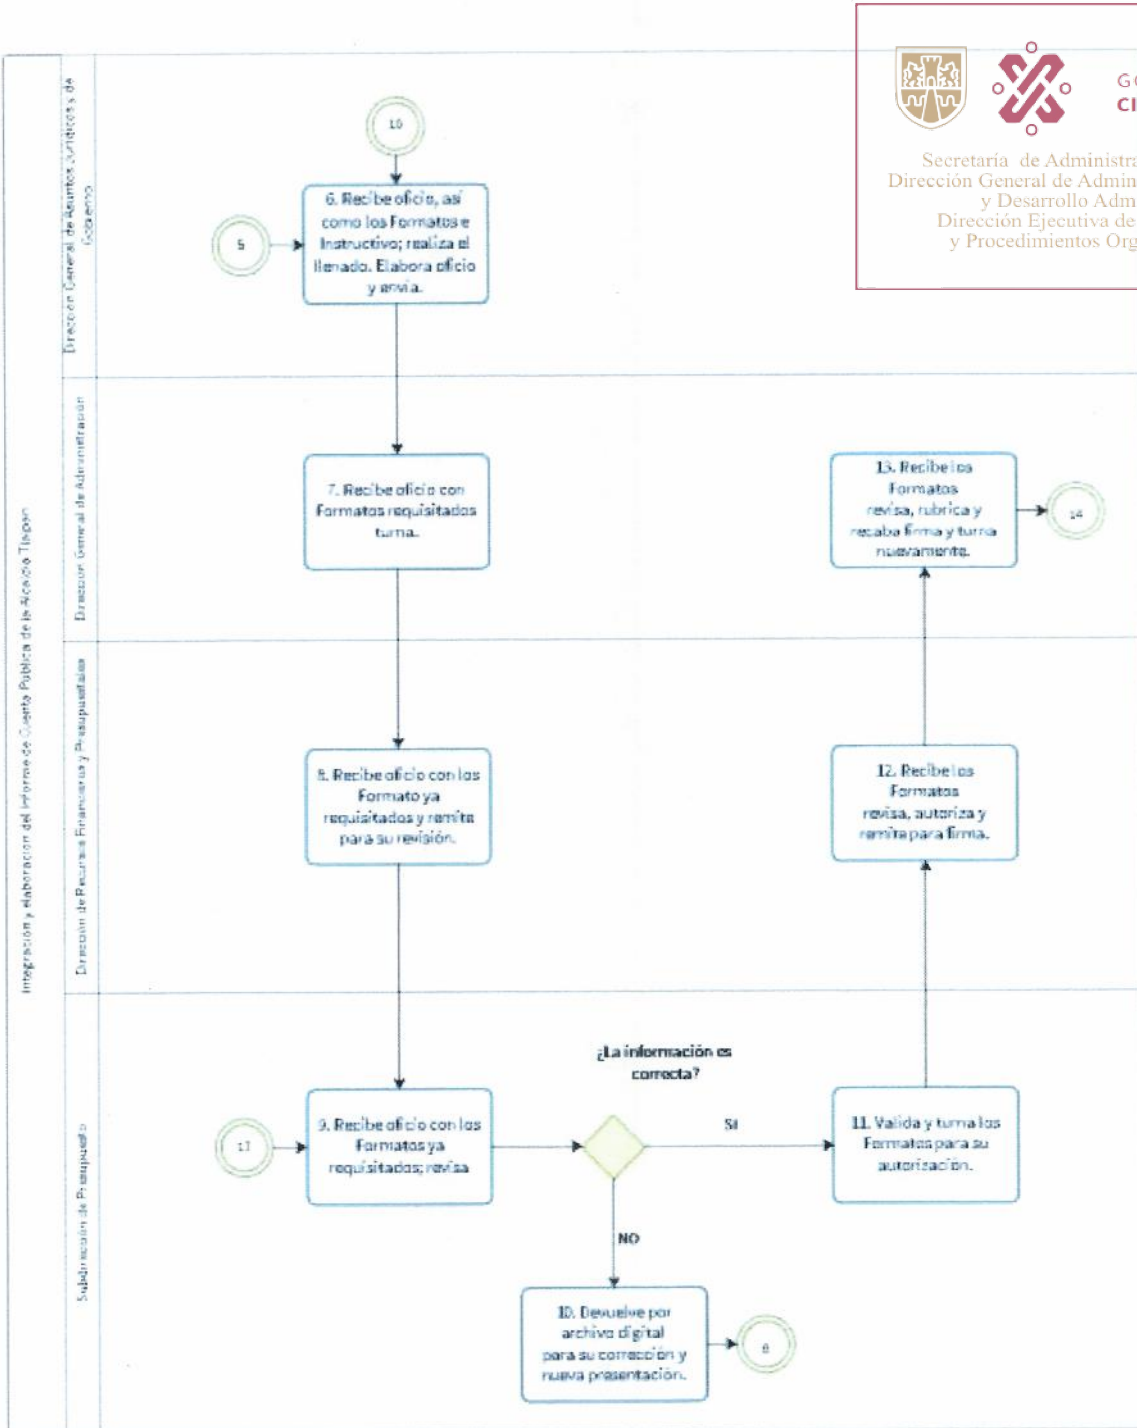 GO
CI
Secretaría de Administra
Dirección General de Admin
y Desarrollo Adm
Dirección Ejecutiva de
y Procedimientos Org
Integración y elaboración del Informe de Cuenta Pública de la Alcaldía Tlalpan
Dirección General de Asuntos Jurídicos y de
Gobierno
10
5
6. Recibe oficio, así
como los Formatos e
Instructivo; realiza el
llenado. Elabora oficio
y envía.
Dirección General de Administración
7. Recibe oficio con
Formatos requisitados
turna.
13. Recibe los
Formatos
revisa, rubrica y
recaba firma y turna
nuevamente.
14
Dirección de Recursos Financieros y Presupuestales
8. Recibe oficio con los
Formato ya
requisitados y remite
para su revisión.
12. Recibe los
Formatos
revisa, autoriza y
remite para firma.
Subdirección de Presupuesto
¿La información es
correcta?
9. Recibe oficio con los
Formatos ya
requisitados; revisa
SI
11. Valida y turna los
Formatos para su
autorización.
NO
10. Devuelve por
archivo digital
para su corrección y
nueva presentación.